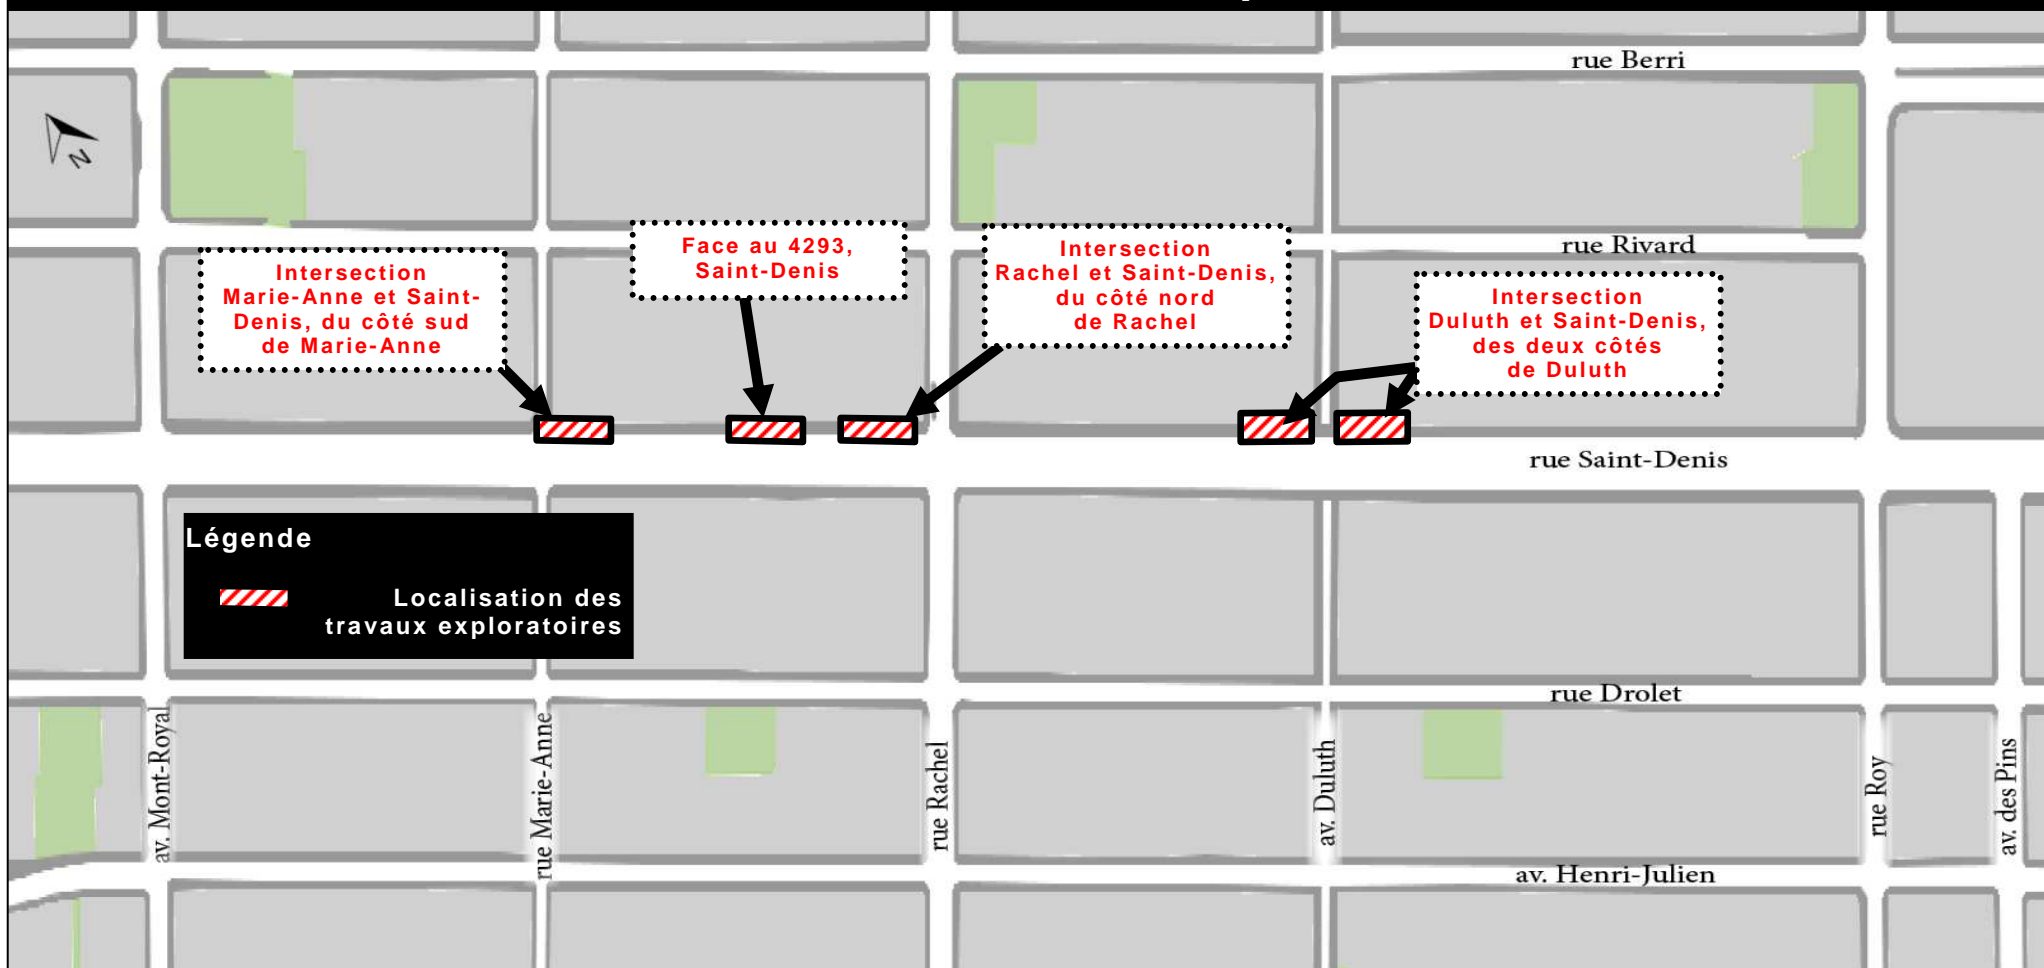 rue Berri
N
rue Rivard
Intersection
Marie-Anne et Saint-
Denis, du côté sud
de Marie-Anne
Face au 4293,
Saint-Denis
Intersection
Rachel et Saint-Denis,
du côté nord
de Rachel
Intersection
Duluth et Saint-Denis,
des deux côtés
de Duluth
rue Saint-Denis
Légende
Localisation des
travaux exploratoires
rue Drolet
av. Mont-Royal
rue Marie-Anne
rue Rachel
av. Duluth
rue Roy
av. des Pins
av. Henri-Julien